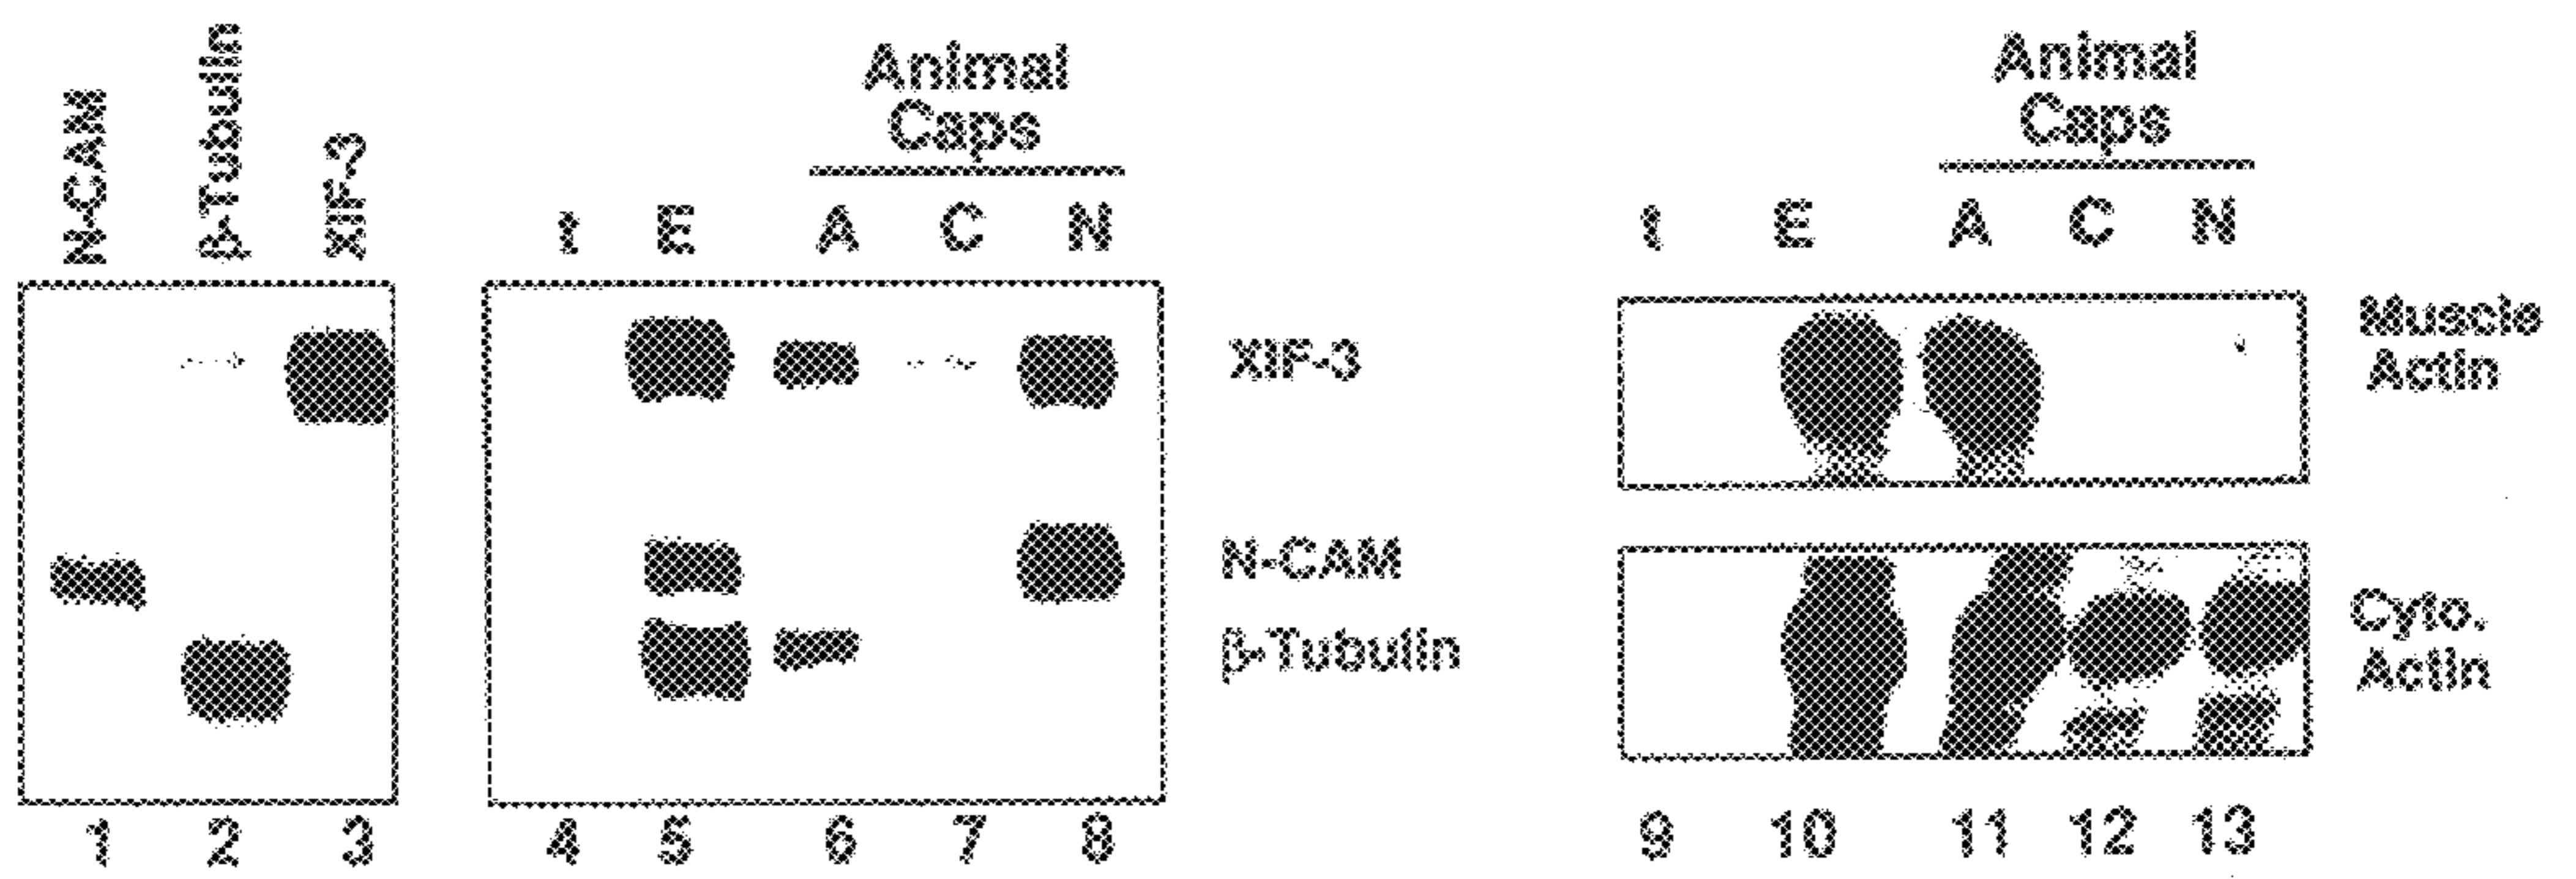 N-CAM
β-Tubulin
XIF-3
Animal
Caps
t E A C N
XIF-3
N-CAM
β-Tubulin
1 2 3 4 5 6 7 8
Animal
Caps
t E A C N
Muscle
Actin
Cyto.
Actin
9 10 11 12 13